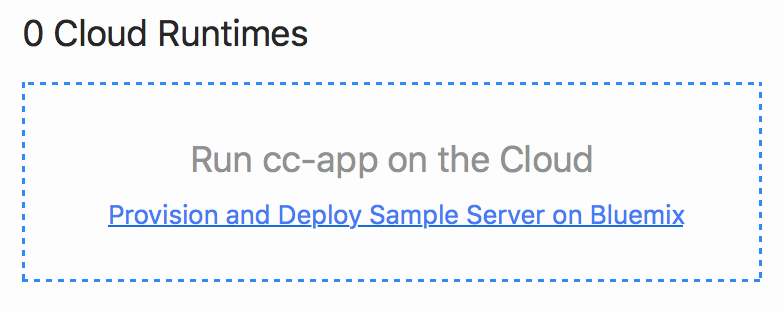 0 Cloud Runtimes
Run cc-app on the Cloud
Provision and Deploy Sample Server on Bluemix